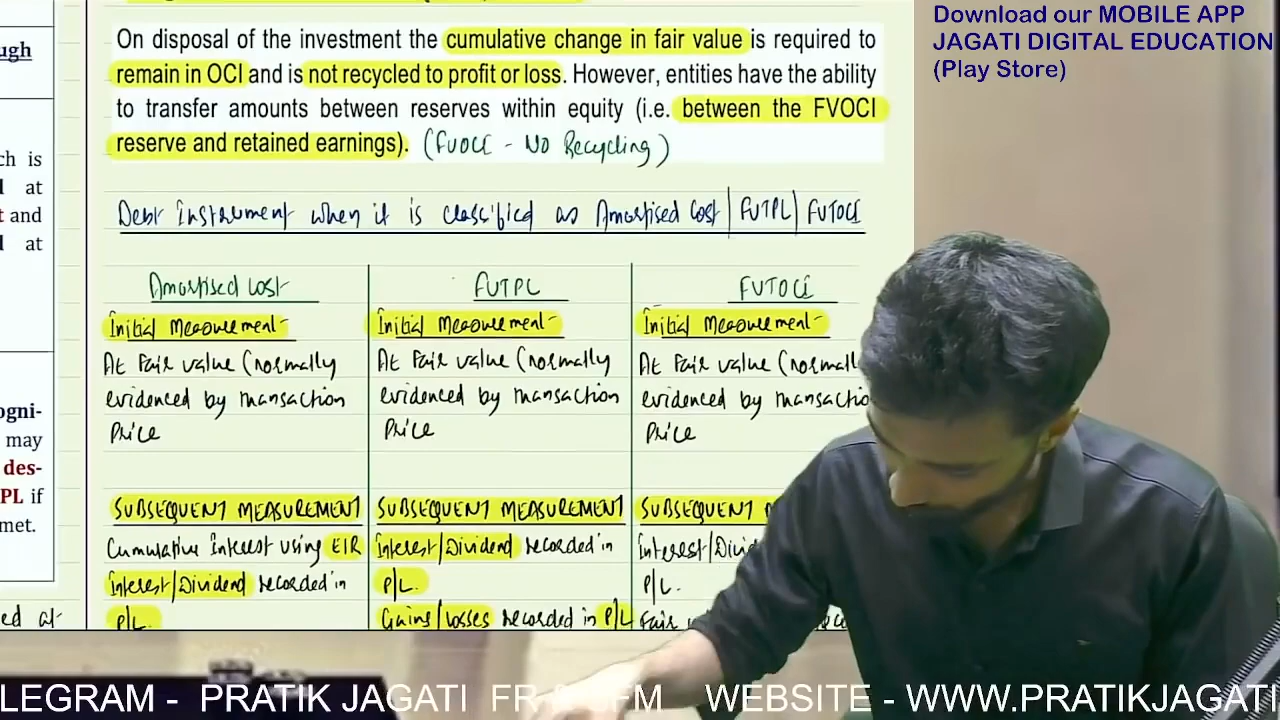 Download our MOBILE APP
JAGATI DIGITAL EDUCATION
(Play Store)
On disposal of the investment the cumulative change in fair value is required to
remain in OCI and is not recycled to profit or loss. However, entities have the ability
to transfer amounts between reserves within equity (i.e. between the FVOCI
reserve and retained earnings). (FVOCI - No Recycling)
Debt instrument when it is classified as Amortised Cost | FVTPL | FVTOCI
Amortised Cost
Initial Measurement
At Fair value (normally
evidenced by transaction
Price
SUBSEQUENT MEASUREMENT
Cumulative Interest using EIR
Interest/Dividend recorded in
P/L.
FVTPL
Initial Measurement
At Fair value (normally
evidenced by transaction
Price
SUBSEQUENT MEASUREMENT
Interest/Dividend recorded in
P/L.
Gains/losses recorded in P/L
FVTOCI
Initial Measurement
At Fair value (normall
evidenced by transactio
Price
SUBSEQUENT M
Interest/Divid
P/L.
Fair
ugh
ch is
at
t and
at
ogni-
may
des-
PL if
met.
ed at
LEGRAM - PRATIK JAGATI FR FM WEBSITE - WWW.PRATIKJAGATI